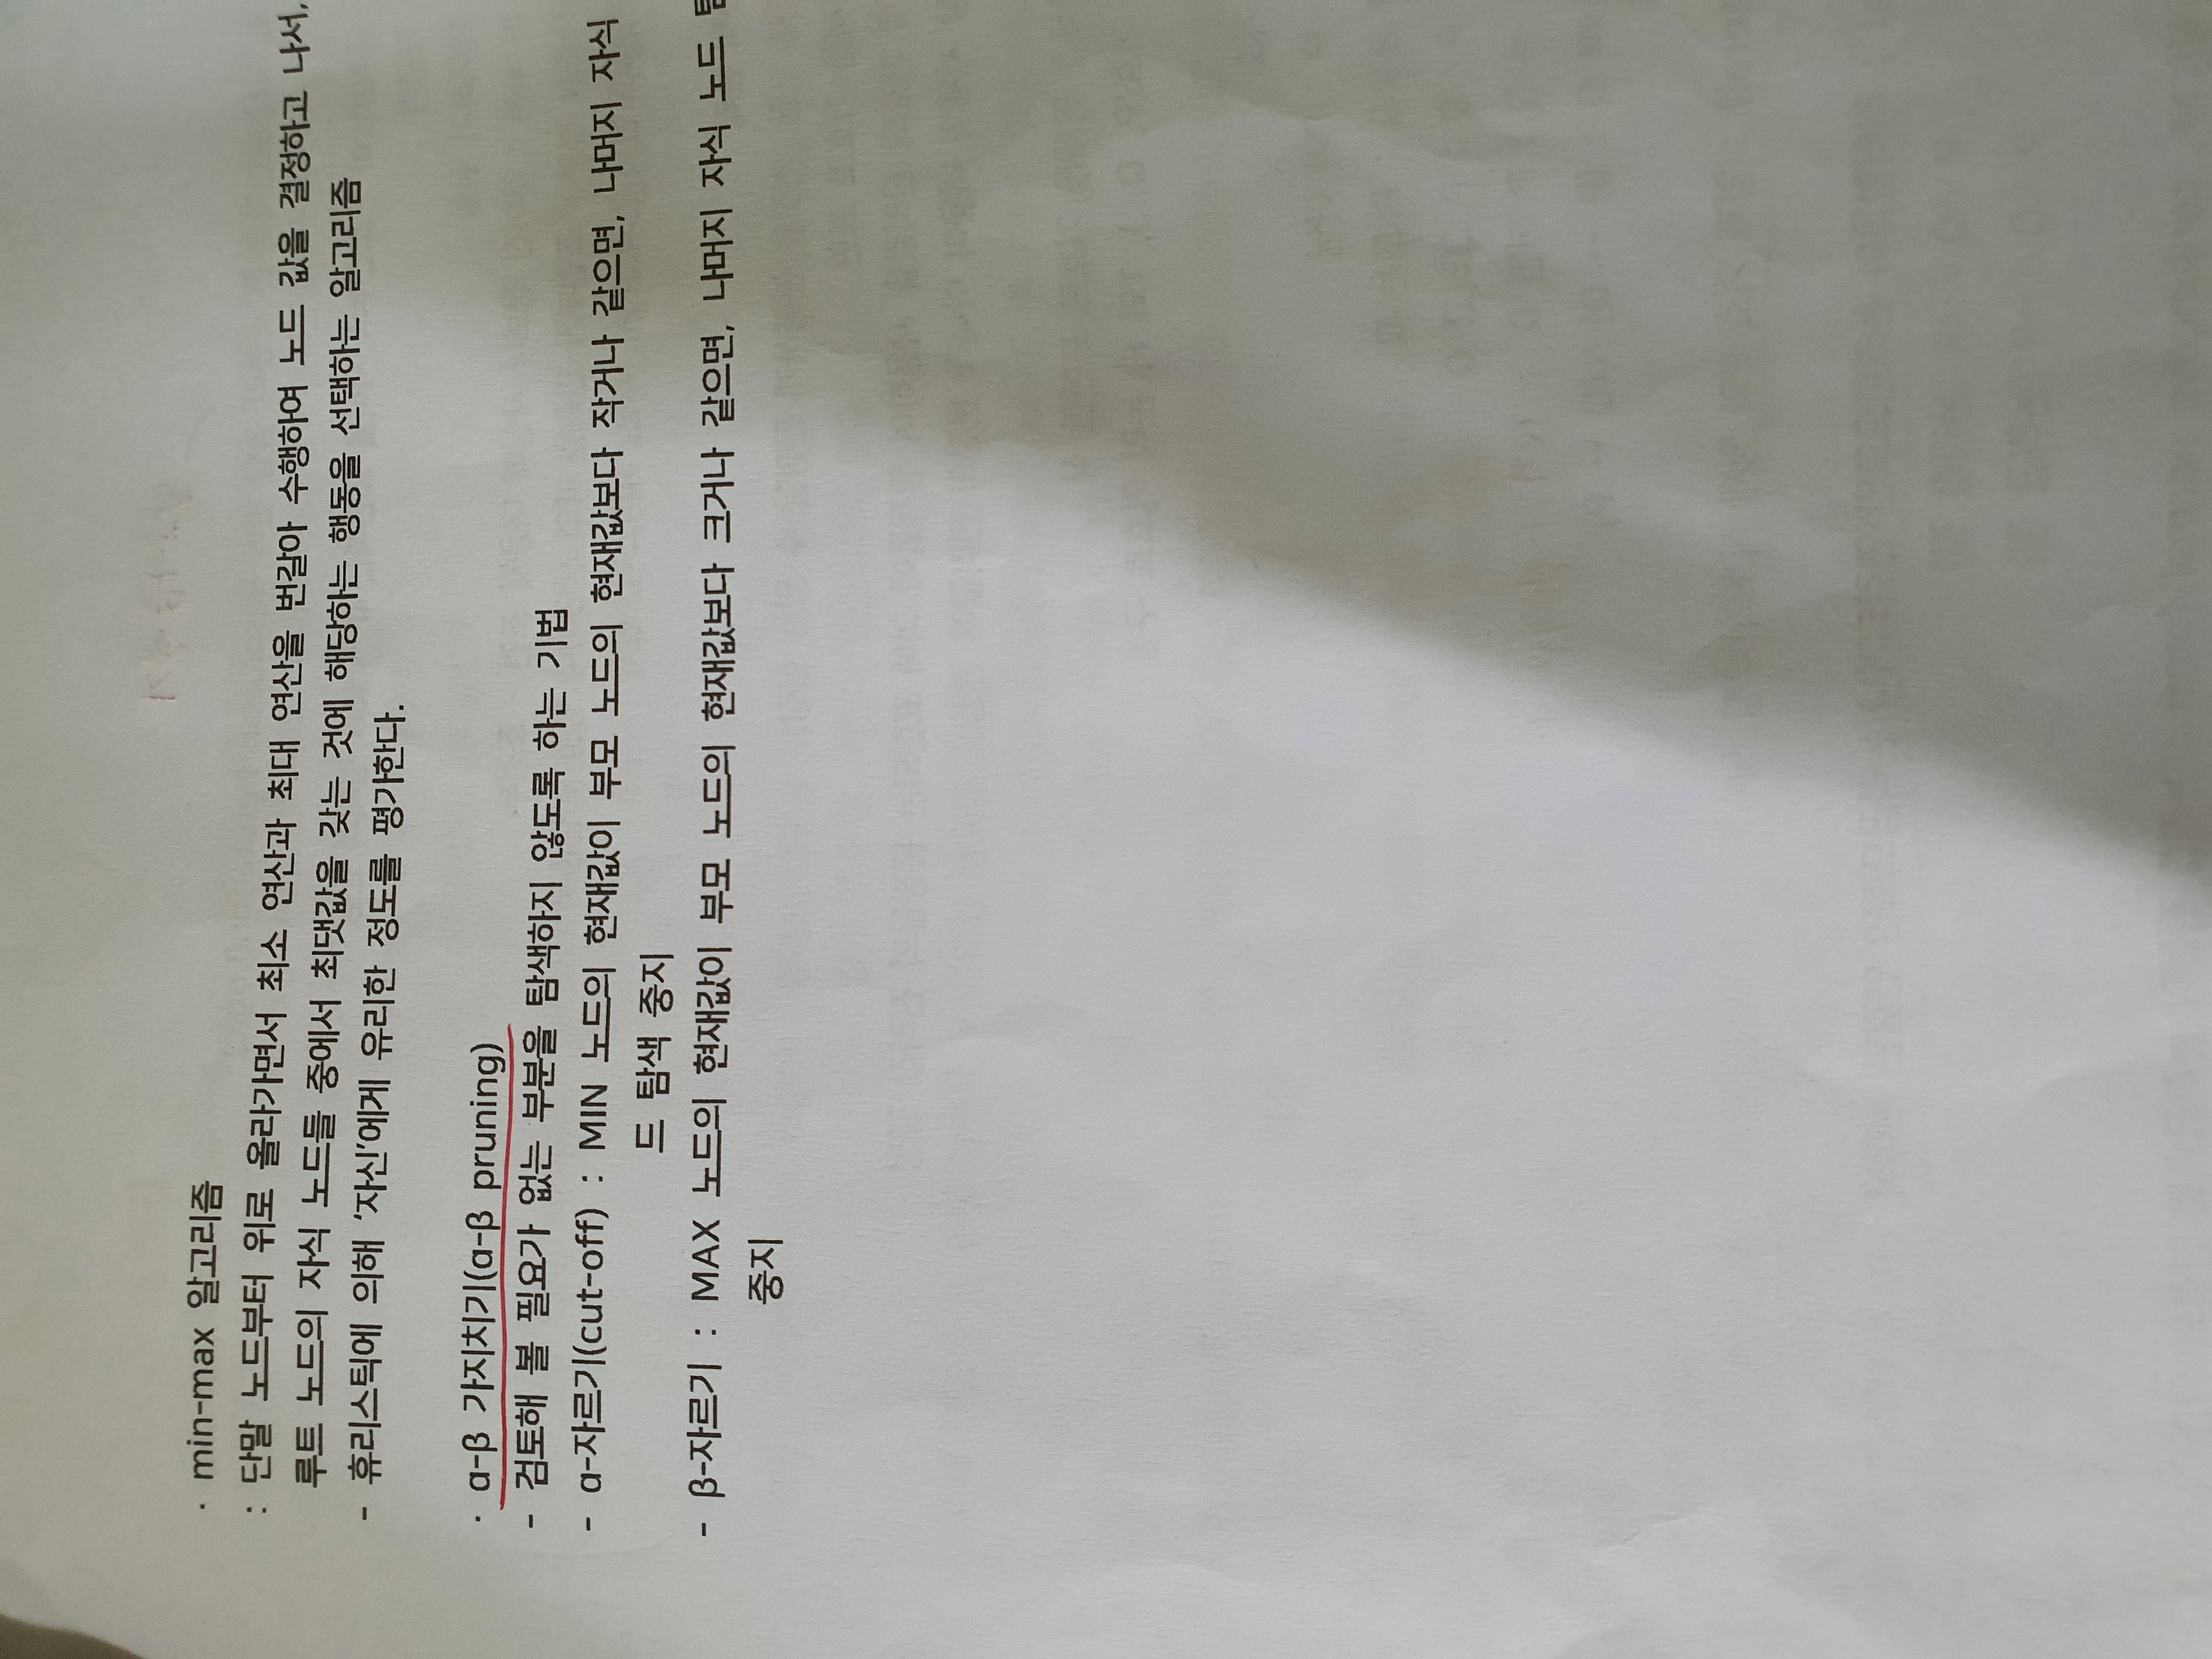 · min-max 알고리즘
: 단말 노드부터 위로 올라가면서 최소 연산과 최대 연산을 번갈아 수행하여 노드 값을 결정하고 나서,
루트 노드의 자식 노드들 중에서 최댓값을 갖는 것에 해당하는 행동을 선택하는 알고리즘
- 휴리스틱에 의해 ‘자신’에게 유리한 정도를 평가한다.
· α-β 가지치기(α-β pruning)
- 검토해 볼 필요가 없는 부분을 탐색하지 않도록 하는 기법
- α-자르기(cut-off) : MIN 노드의 현재값이 부모 노드의 현재값보다 작거나 같으면, 나머지 자식
드 탐색 중지
- β-자르기 : MAX 노드의 현재값이 부모 노드의 현재값보다 크거나 같으면, 나머지 자식 노드
중지